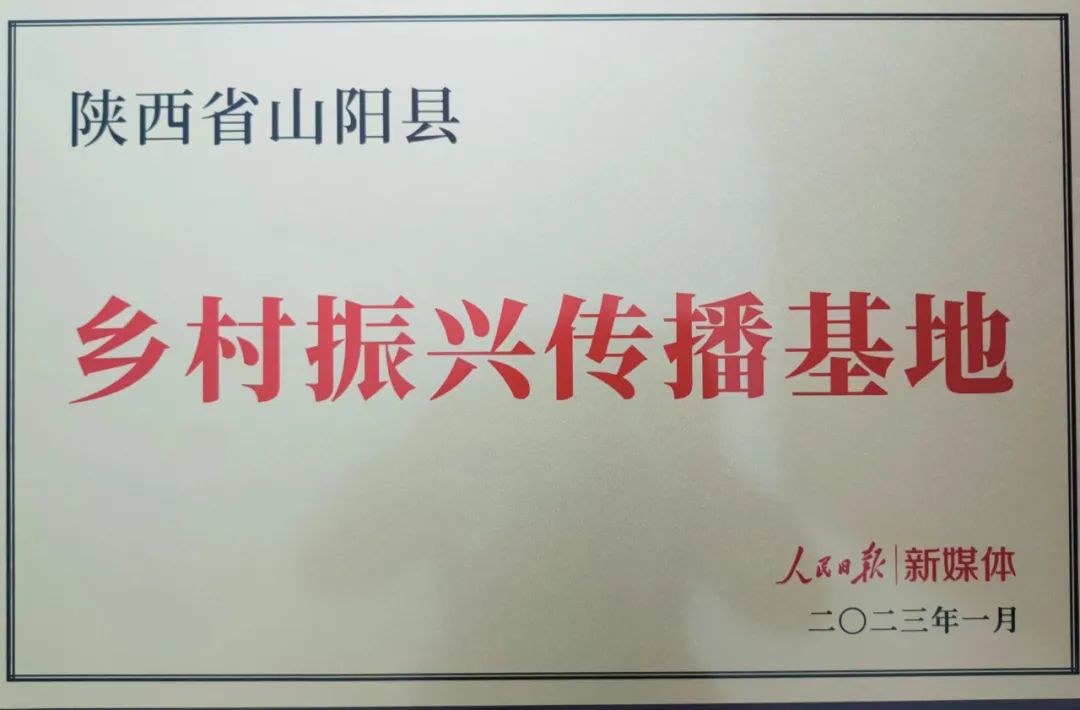 陕西省山阳县
乡村振兴传播基地
人民日报|新媒体
二〇二三年一月